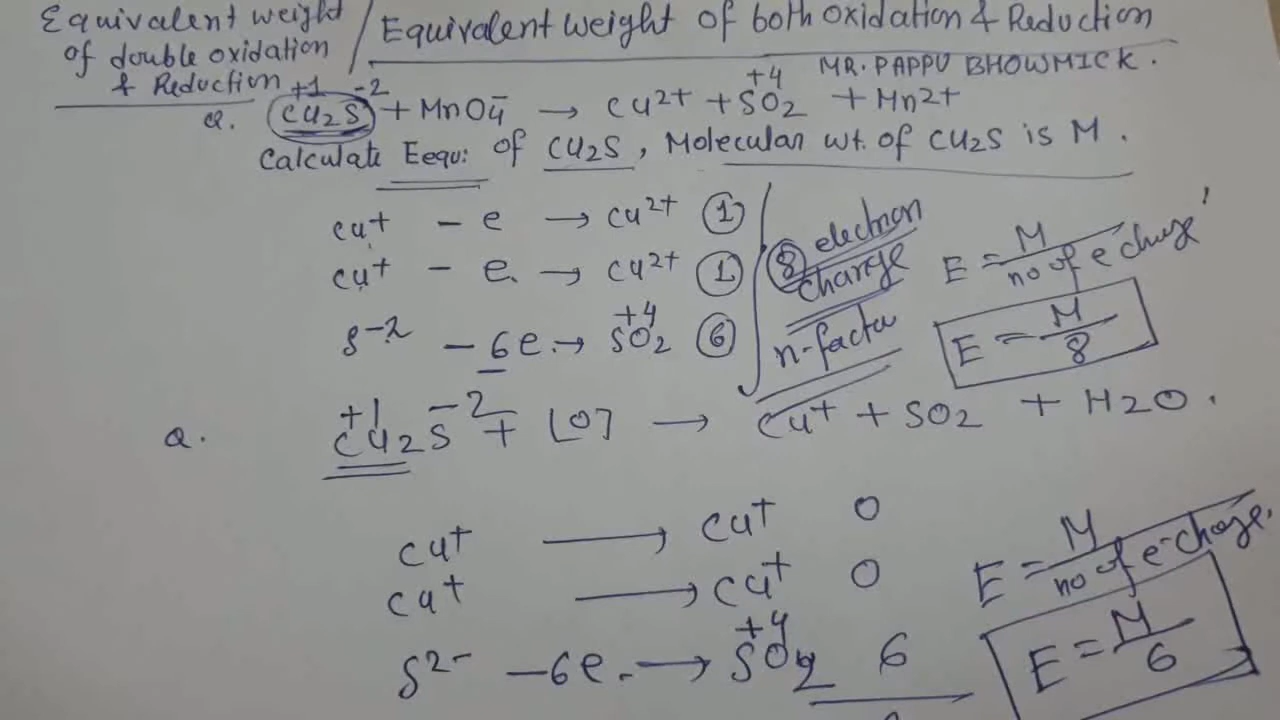 Equivalent weight of double oxidation & Reduction / Equivalent weight of both oxidation & Reduction
MR. PAPPU BHOWMICK.
+1 -2 +4
Q. CU2S + MnO4- → Cu2+ + SO2 + Mn2+
Calculate Eequ: of CU2S, Molecular wt. of CU2S is M.
cu+ - e → cu2+ 1
cu+ - e. → cu2+ 1
S-2 - 6e. → +4 SO2 6
8 electron charge
n-facto
E = M / no of e charge
E = M / 8
+1 -2
Q. CU2S + [O] → Cu+ + SO2 + H2O.
cu+ → cu+ 0
cu+ → cu+ 0
S2- - 6e. → +4 SO2 6
E = M / no of e-charge.
E = M / 6